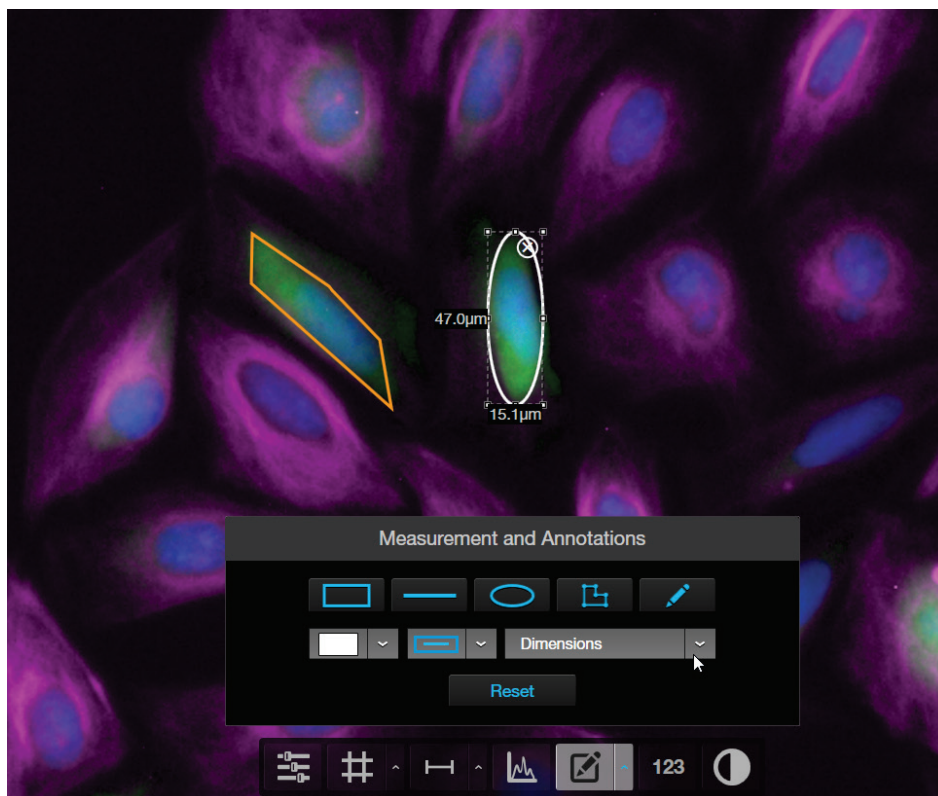 47.0µm
15.1µm
Measurement and Annotations
Dimensions
Reset
123